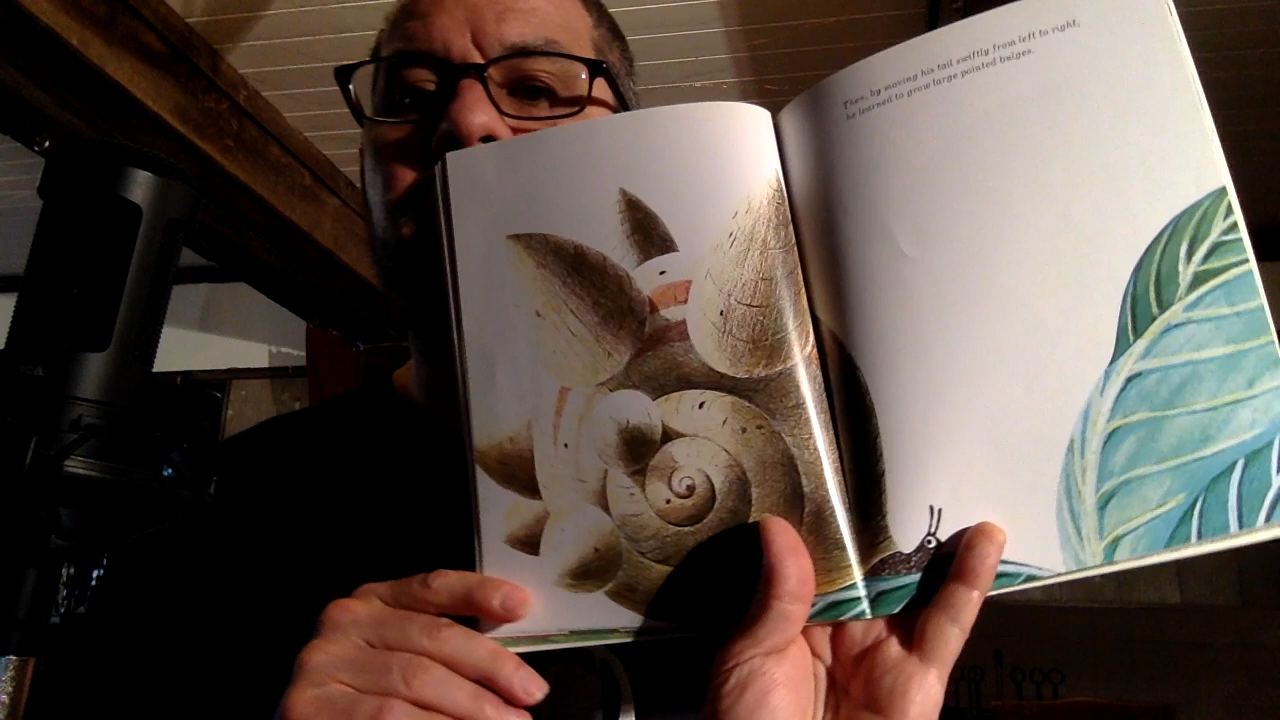 Then, by moving his tail swiftly from left to right,
he learned to grow large pointed bulges.